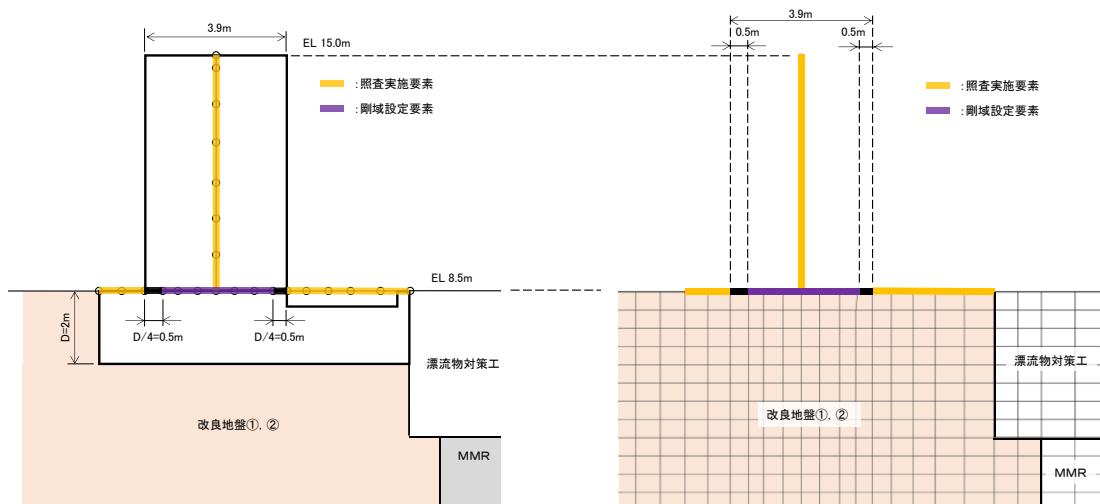 3.9m
EL 15.0m
:照査実施要素
:剛域設定要素
EL 8.5m
D=2m
D/4=0.5m
D/4=0.5m
漂流物対策工
改良地盤①，②
MMR
3.9m
0.5m
0.5m
:照査実施要素
:剛域設定要素
漂流物対策工
改良地盤①，②
MMR